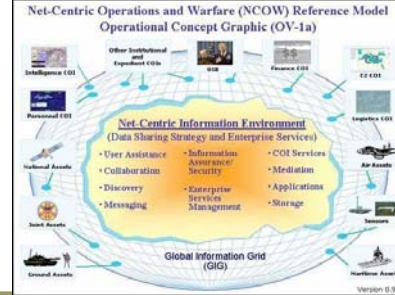 Net-Centric Operations and Warfare (NCOW) Reference Model
Operational Concept Graphic (OV-1a)
Intelligence COI
Other Institutional
and
Expedient COIs
Finance COI
C2 COI
Personnel COI
Logistics COI
Net-Centric Information Environment
(Data Sharing Strategy and Enterprise Services)
• User Assistance
• Collaboration
• Discovery
• Messaging
• Information
Assurance/
Security
• Enterprise
Services
Management
• COI Services
• Mediation
• Applications
• Storage
National Assets
Air Assets
Joint Assets
Sensors
Ground Assets
Maritime Assets
Global Information Grid
(GIG)
Version 0.9